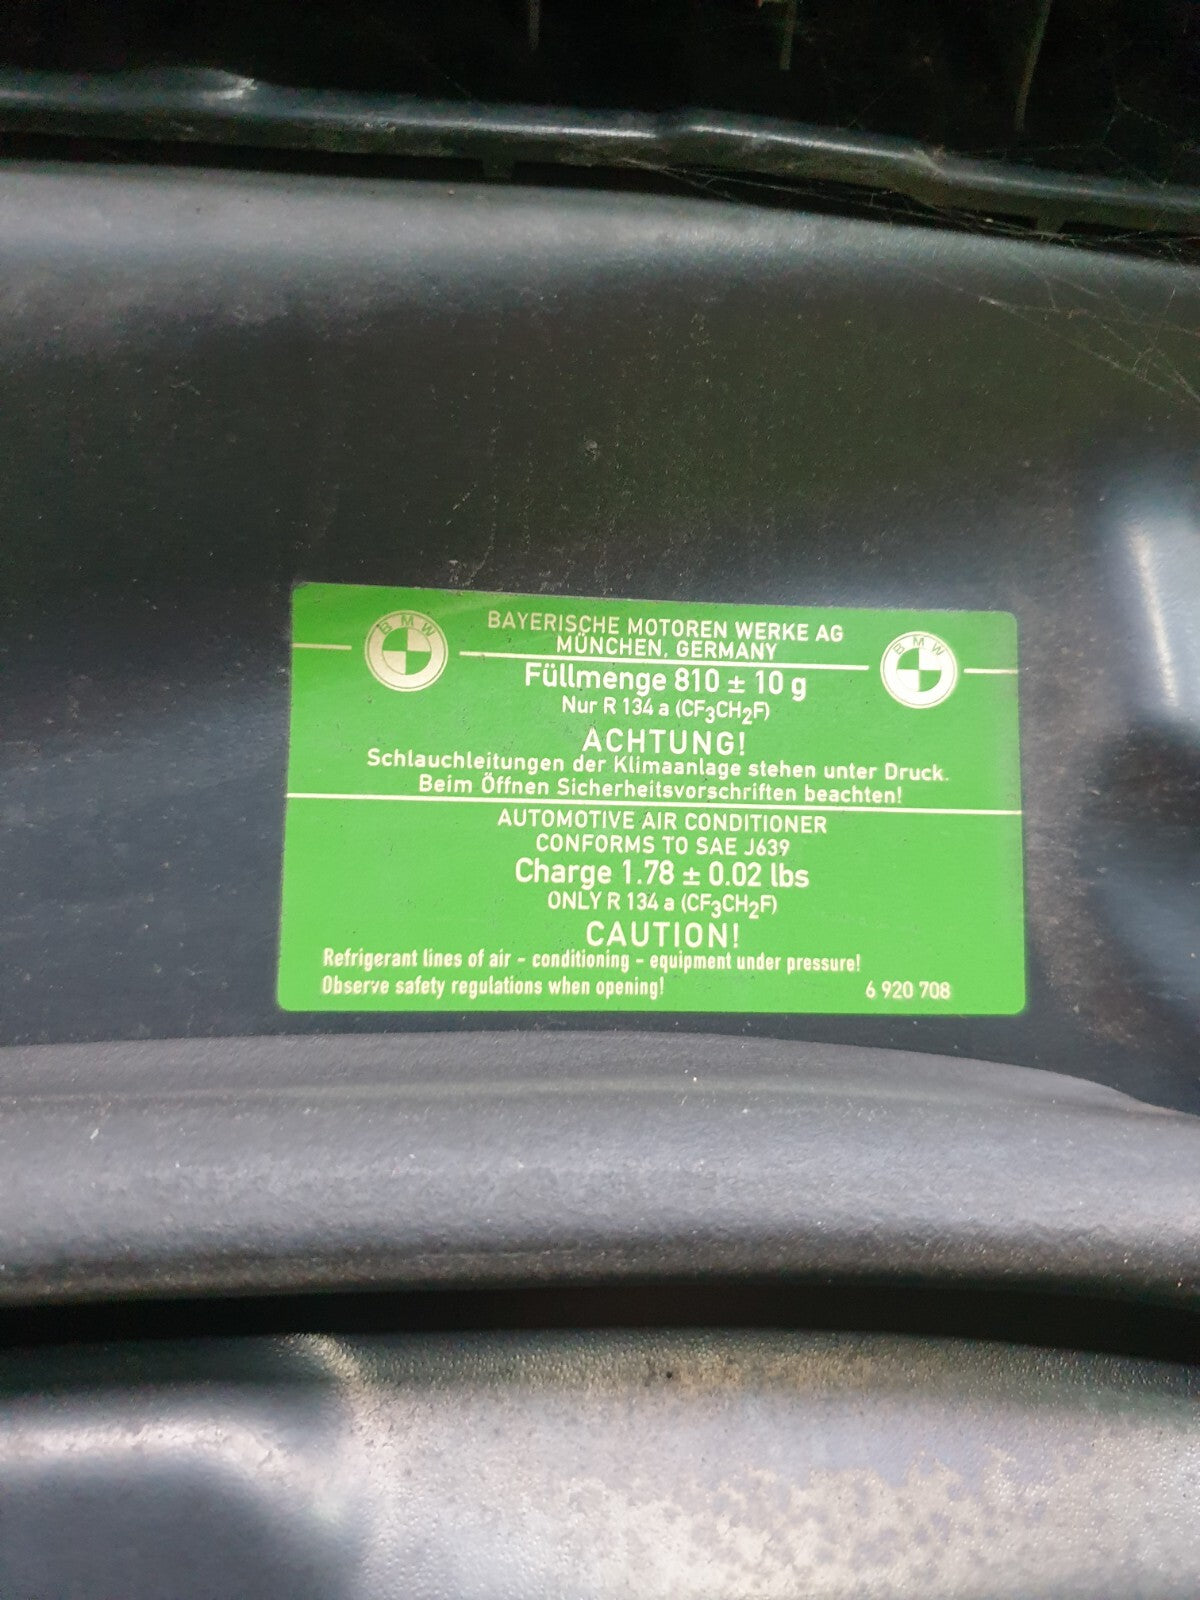 BMW
BMW
BAYERISCHE MOTOREN WERKE AG
MÜNCHEN, GERMANY
Füllmenge 810 ± 10 g
Nur R 134 a (CF₃CH₂F)
ACHTUNG!
Schlauchleitungen der Klimaanlage stehen unter Druck.
Beim Öffnen Sicherheitsvorschriften beachten!
AUTOMOTIVE AIR CONDITIONER
CONFORMS TO SAE J639
Charge 1.78 ± 0.02 lbs
ONLY R 134 a (CF₃CH₂F)
CAUTION!
Refrigerant lines of air - conditioning - equipment under pressure!
Observe safety regulations when opening! 6 920 708